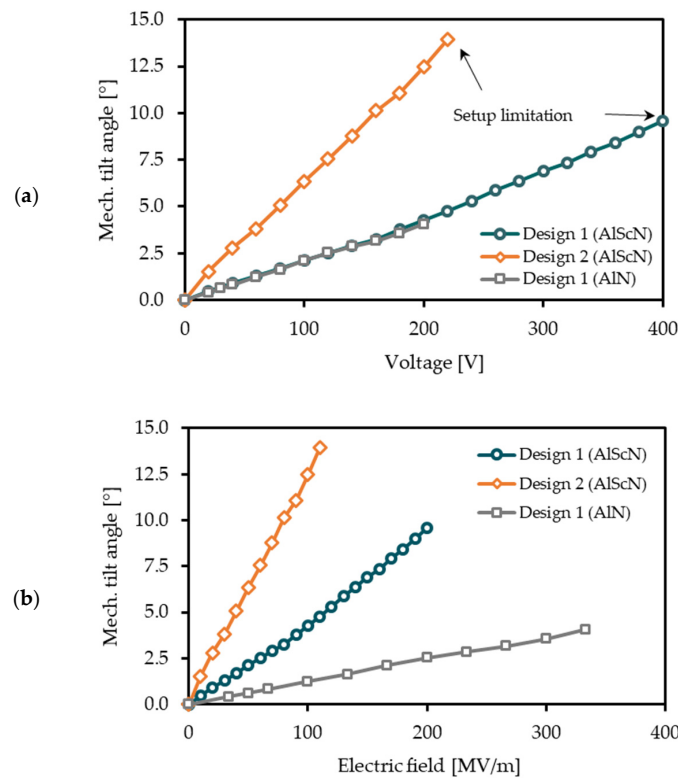 (a)
Mech. tilt angle [°]
15.0
12.5
10.0
7.5
5.0
2.5
0.0
Setup limitation
Design 1 (AlScN)
Design 2 (AlScN)
Design 1 (AlN)
0 100 200 300 400
Voltage [V]
(b)
Mech. tilt angle [°]
15.0
12.5
10.0
7.5
5.0
2.5
0.0
Design 1 (AlScN)
Design 2 (AlScN)
Design 1 (AlN)
0 100 200 300 400
Electric field [MV/m]